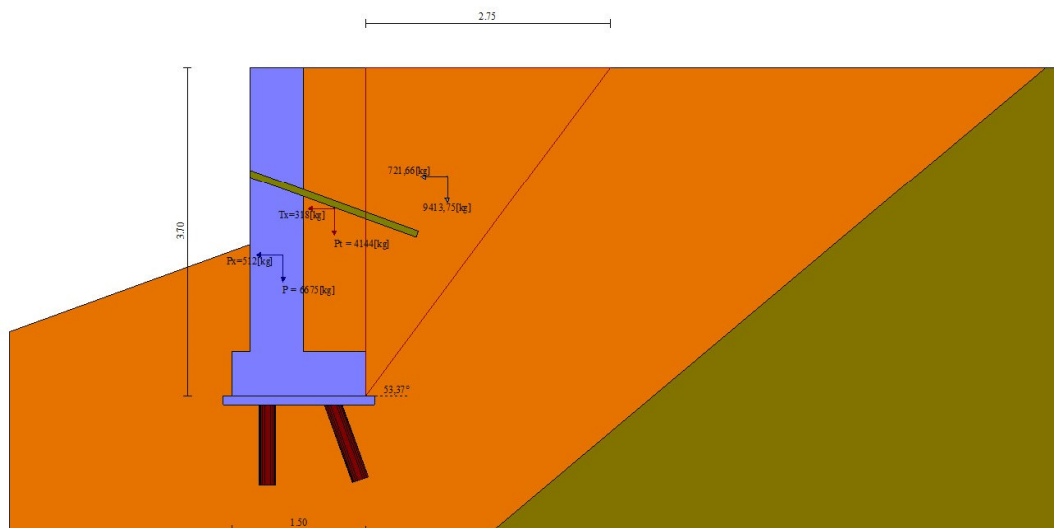 2.75
721,66[kg]
9413,75[kg]
Tx=318[kg]
Pt = 4144[kg]
3.70
Px=512[kg]
P = 6675[kg]
53,37°
1.50